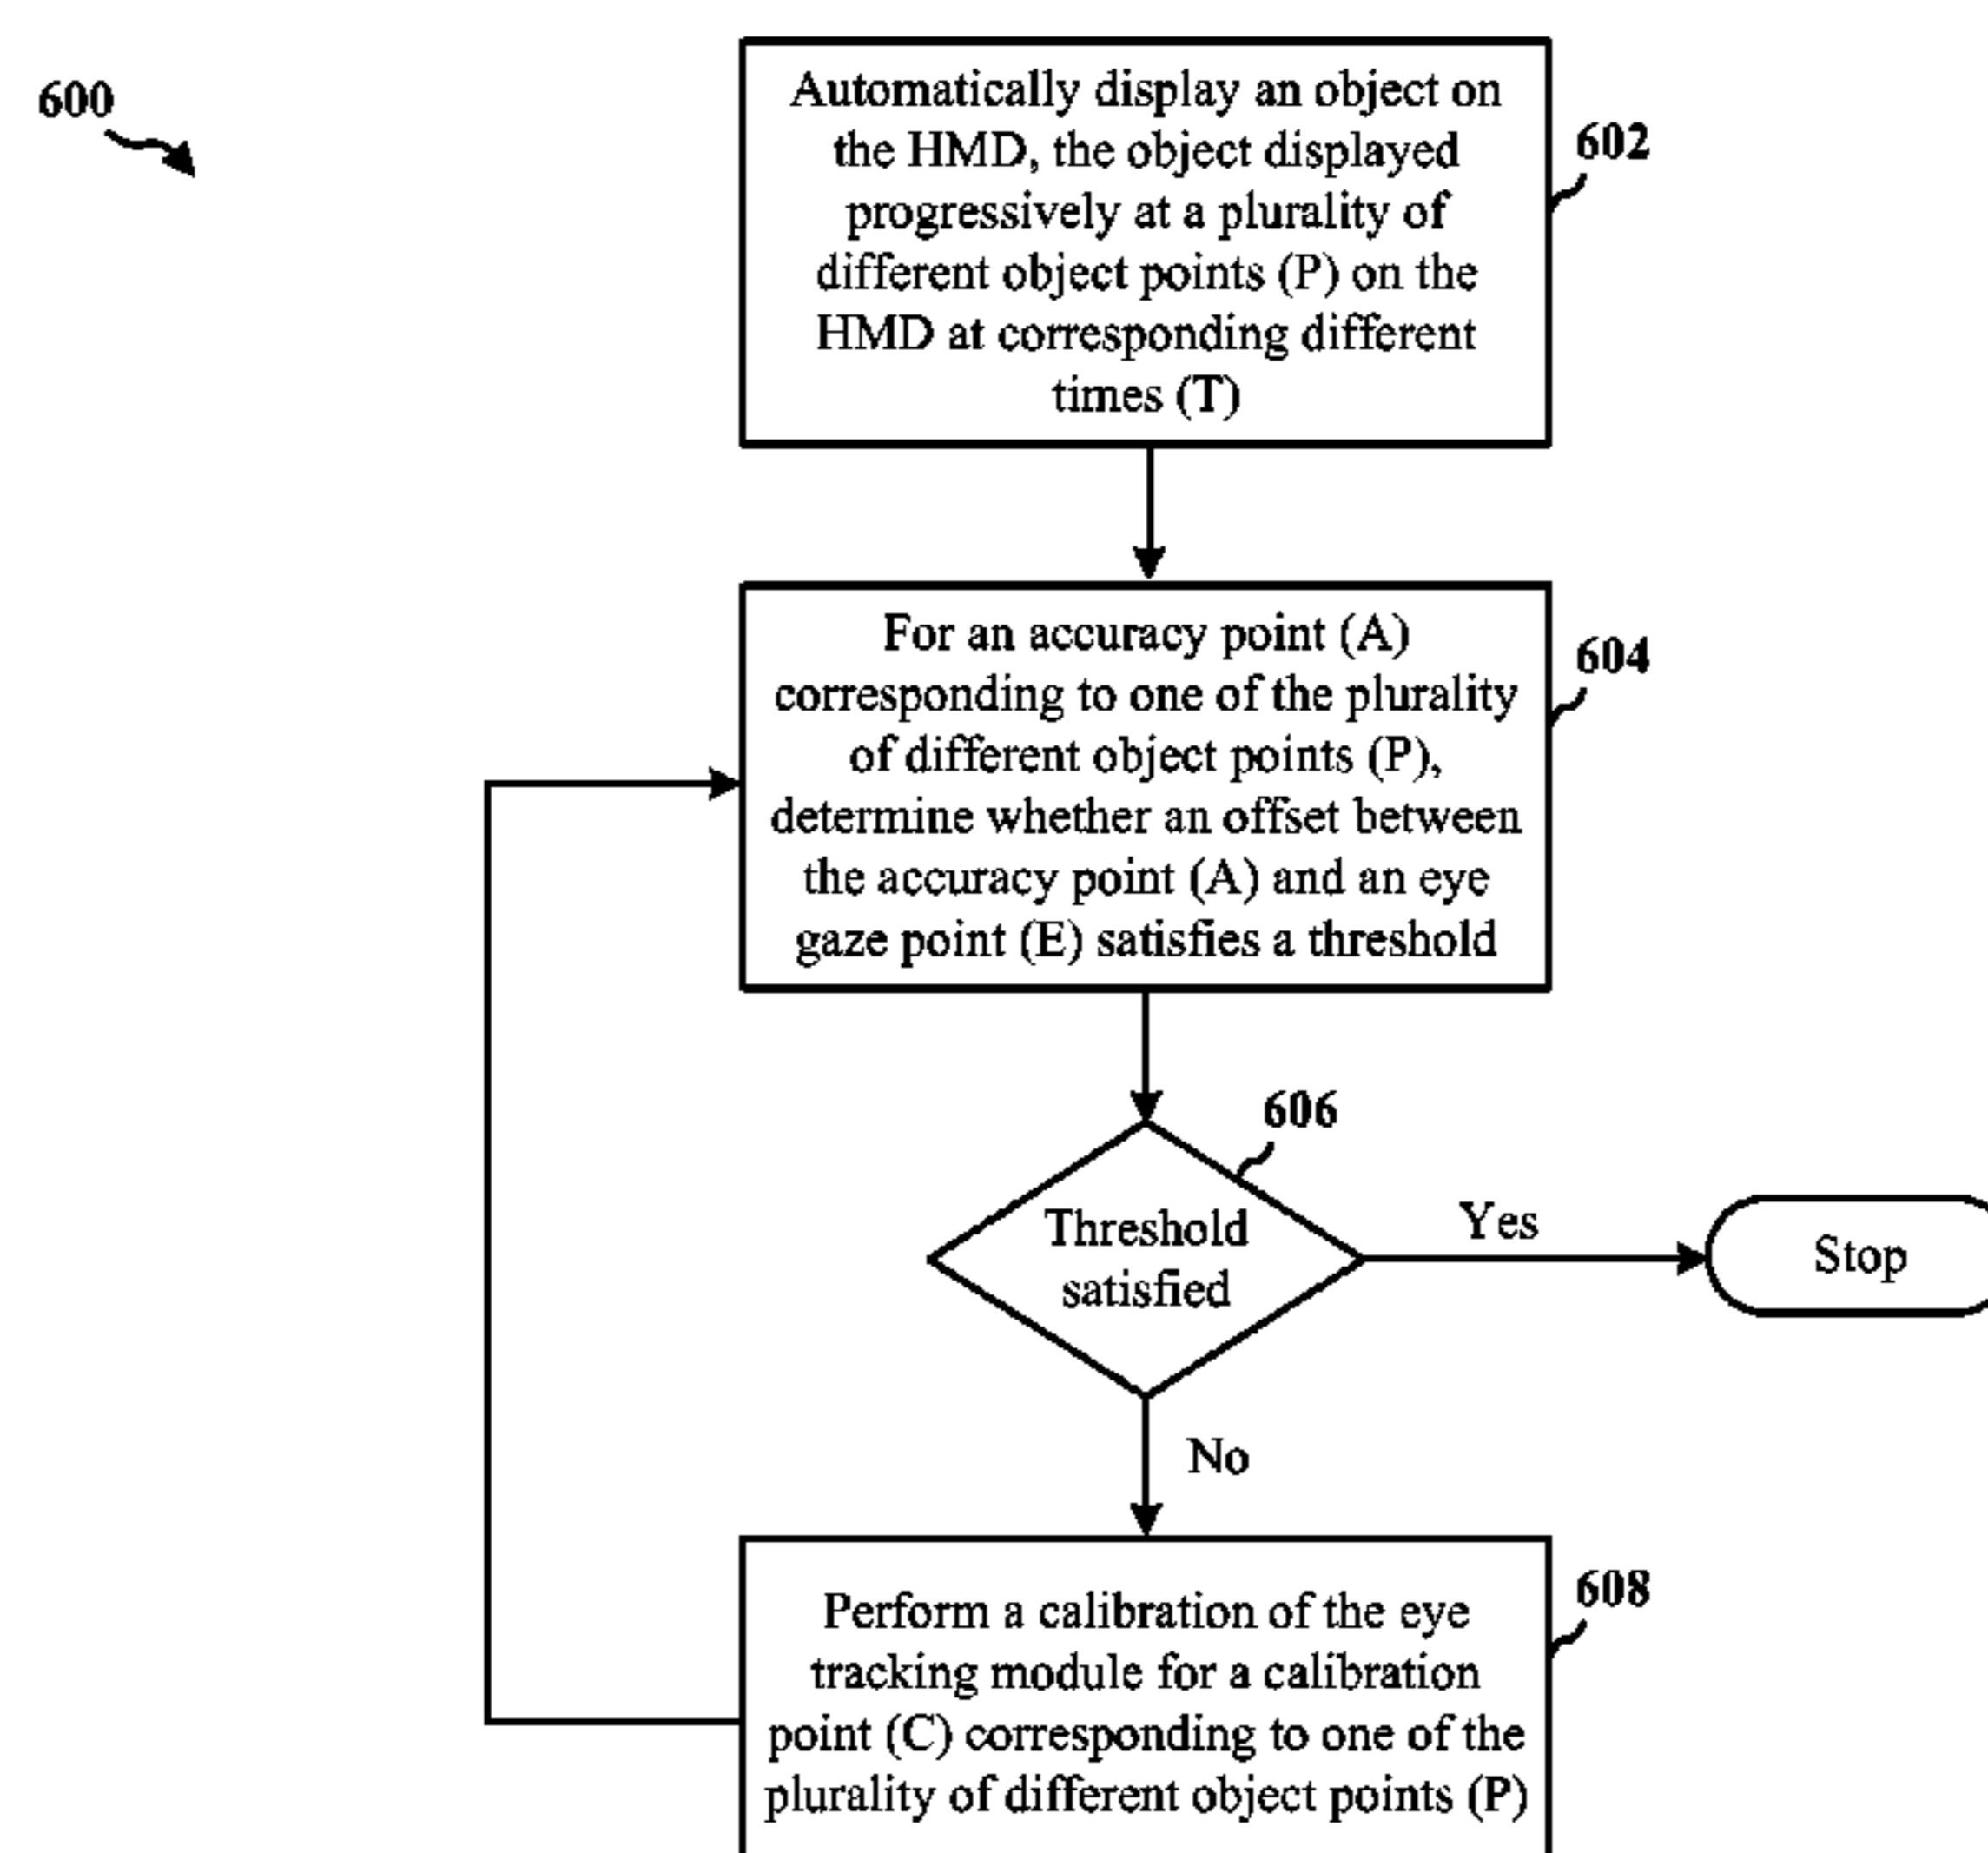 600
Automatically display an object on
the HMD, the object displayed
progressively at a plurality of
different object points (P) on the
HMD at corresponding different
times (T)
602
For an accuracy point (A)
corresponding to one of the plurality
of different object points (P),
determine whether an offset between
the accuracy point (A) and an eye
gaze point (E) satisfies a threshold
604
606
Threshold
satisfied
Yes
Stop
No
Perform a calibration of the eye
tracking module for a calibration
point (C) corresponding to one of the
plurality of different object points (P)
608